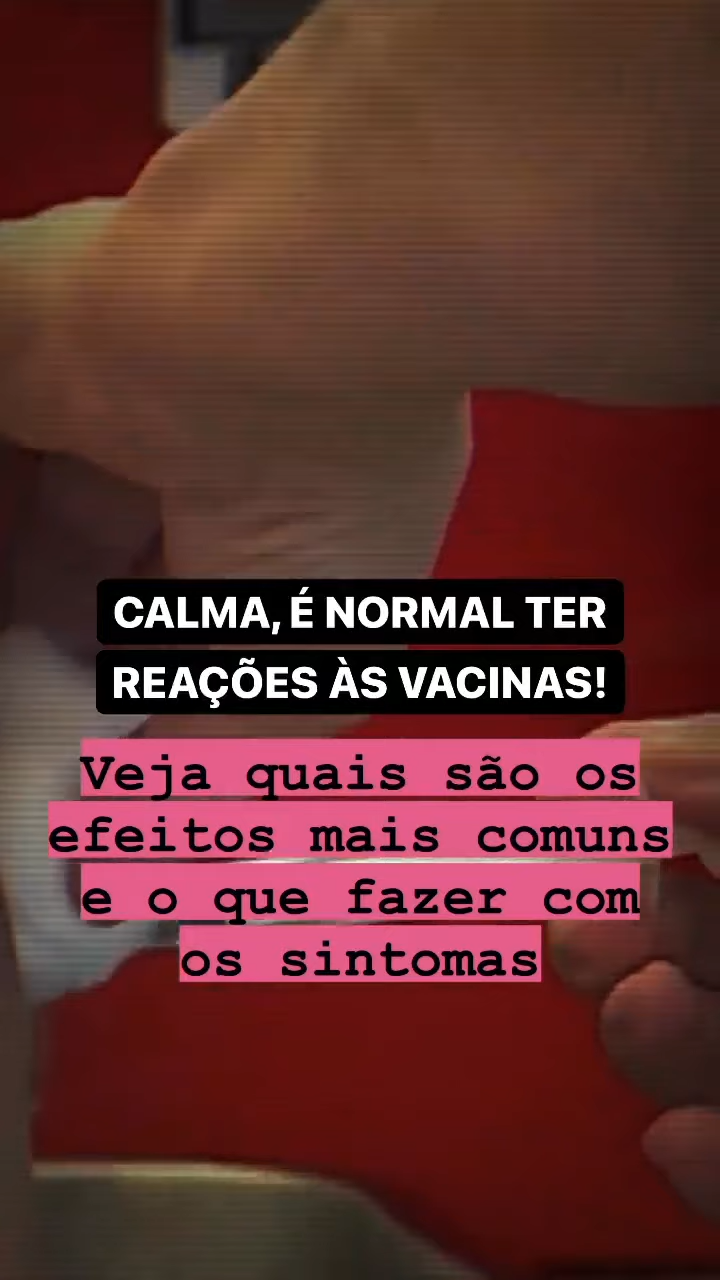 CALMA, É NORMAL TER
REAÇÕES ÀS VACINAS!
Veja quais são os
efeitos mais comuns
e o que fazer com
os sintomas